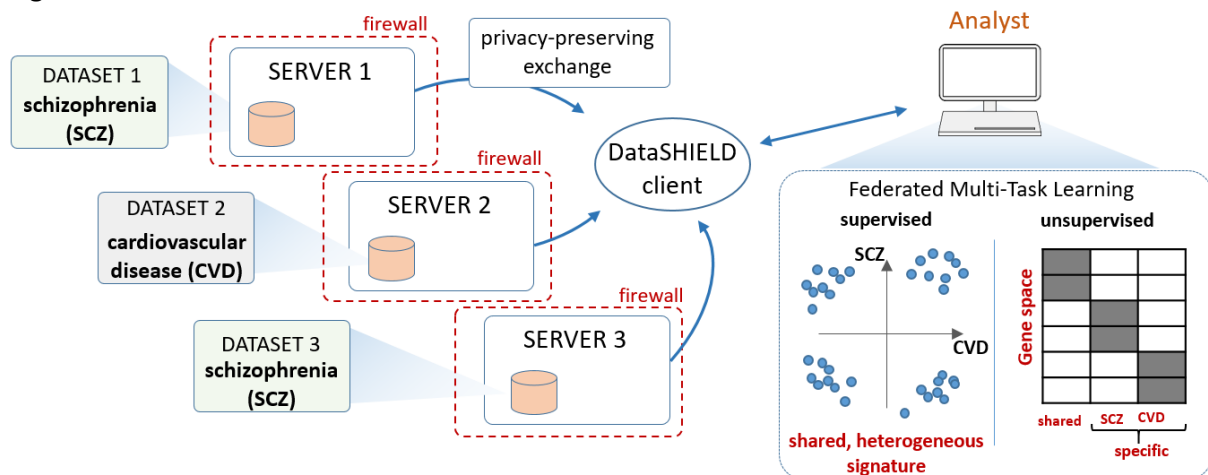 firewall
DATASET 1
schizophrenia
(SCZ)
SERVER 1
privacy-preserving
exchange
Analyst
firewall
DATASET 2
cardiovascular
disease (CVD)
SERVER 2
DataSHIELD
client
firewall
DATASET 3
schizophrenia
(SCZ)
SERVER 3
Federated Multi-Task Learning
supervised
SCZ
CVD
shared, heterogeneous
signature
unsupervised
Gene space
shared
SCZ
CVD
specific